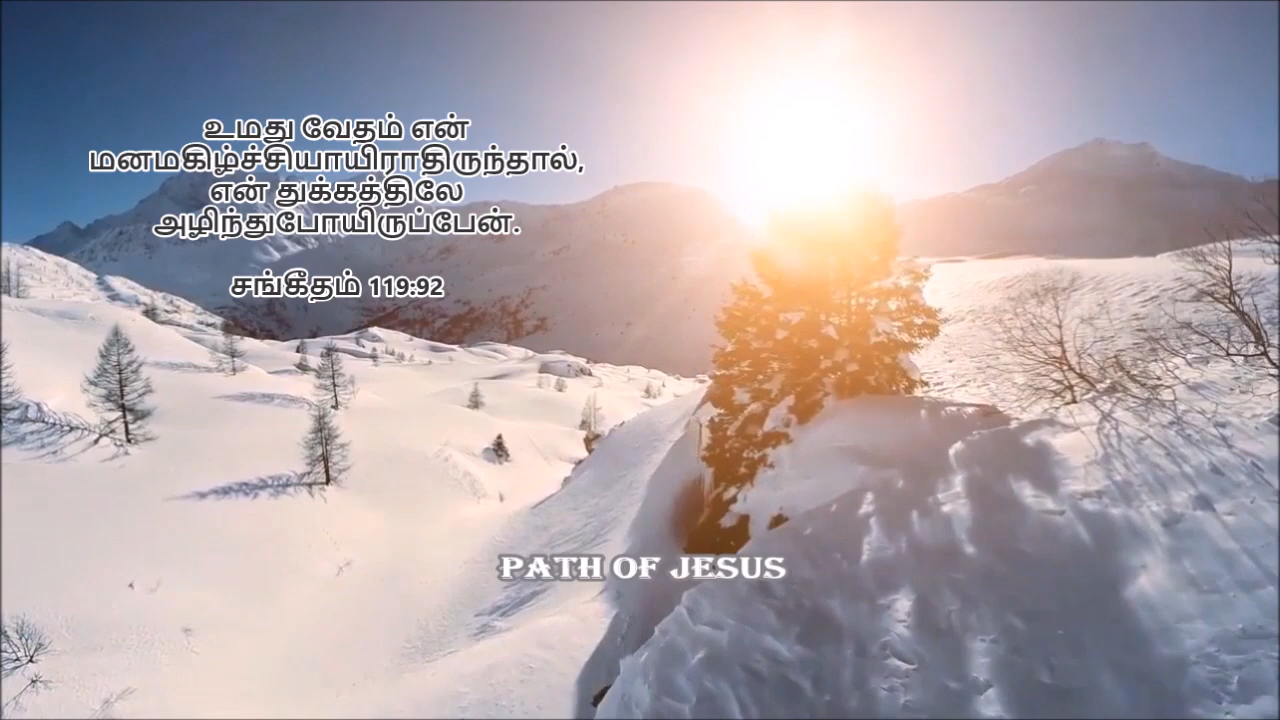 உமது வேதம் என்
மனமகிழ்ச்சியாயிராதிருந்தால்,
என் துக்கத்திலே
அழிந்துபோயிருப்பேன்.
சங்கீதம் 119:92
PATH OF JESUS